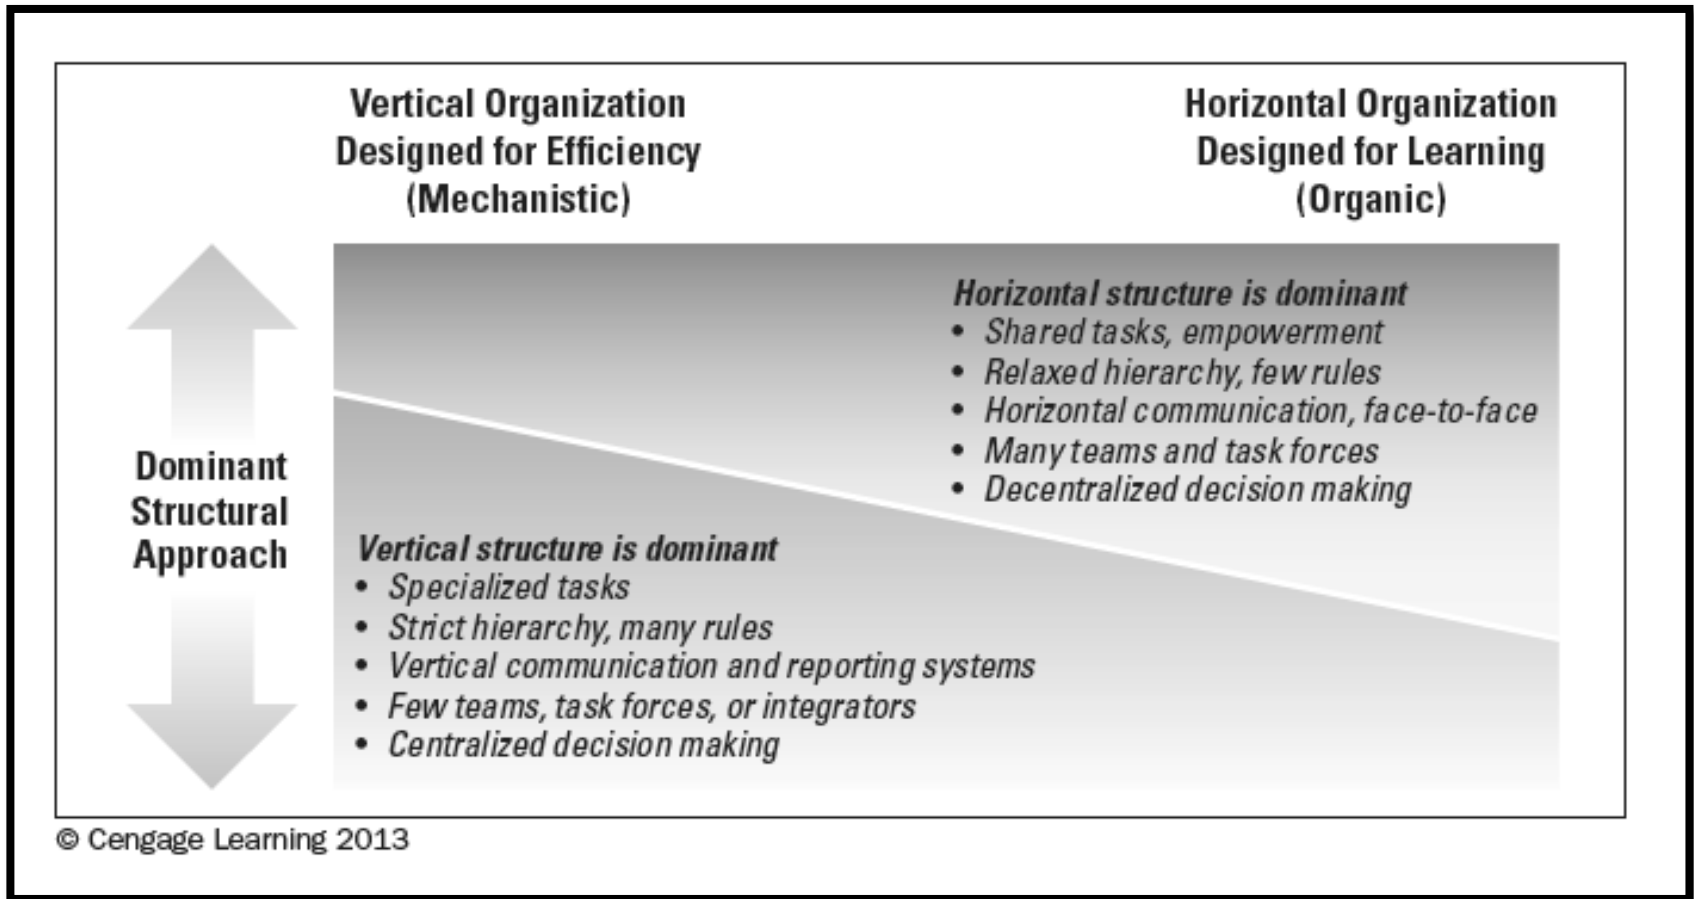 Vertical Organization
Designed for Efficiency
(Mechanistic)
Horizontal Organization
Designed for Learning
(Organic)
Dominant
Structural
Approach
Horizontal structure is dominant
• Shared tasks, empowerment
• Relaxed hierarchy, few rules
• Horizontal communication, face-to-face
• Many teams and task forces
• Decentralized decision making
Vertical structure is dominant
• Specialized tasks
• Strict hierarchy, many rules
• Vertical communication and reporting systems
• Few teams, task forces, or integrators
• Centralized decision making
© Cengage Learning 2013